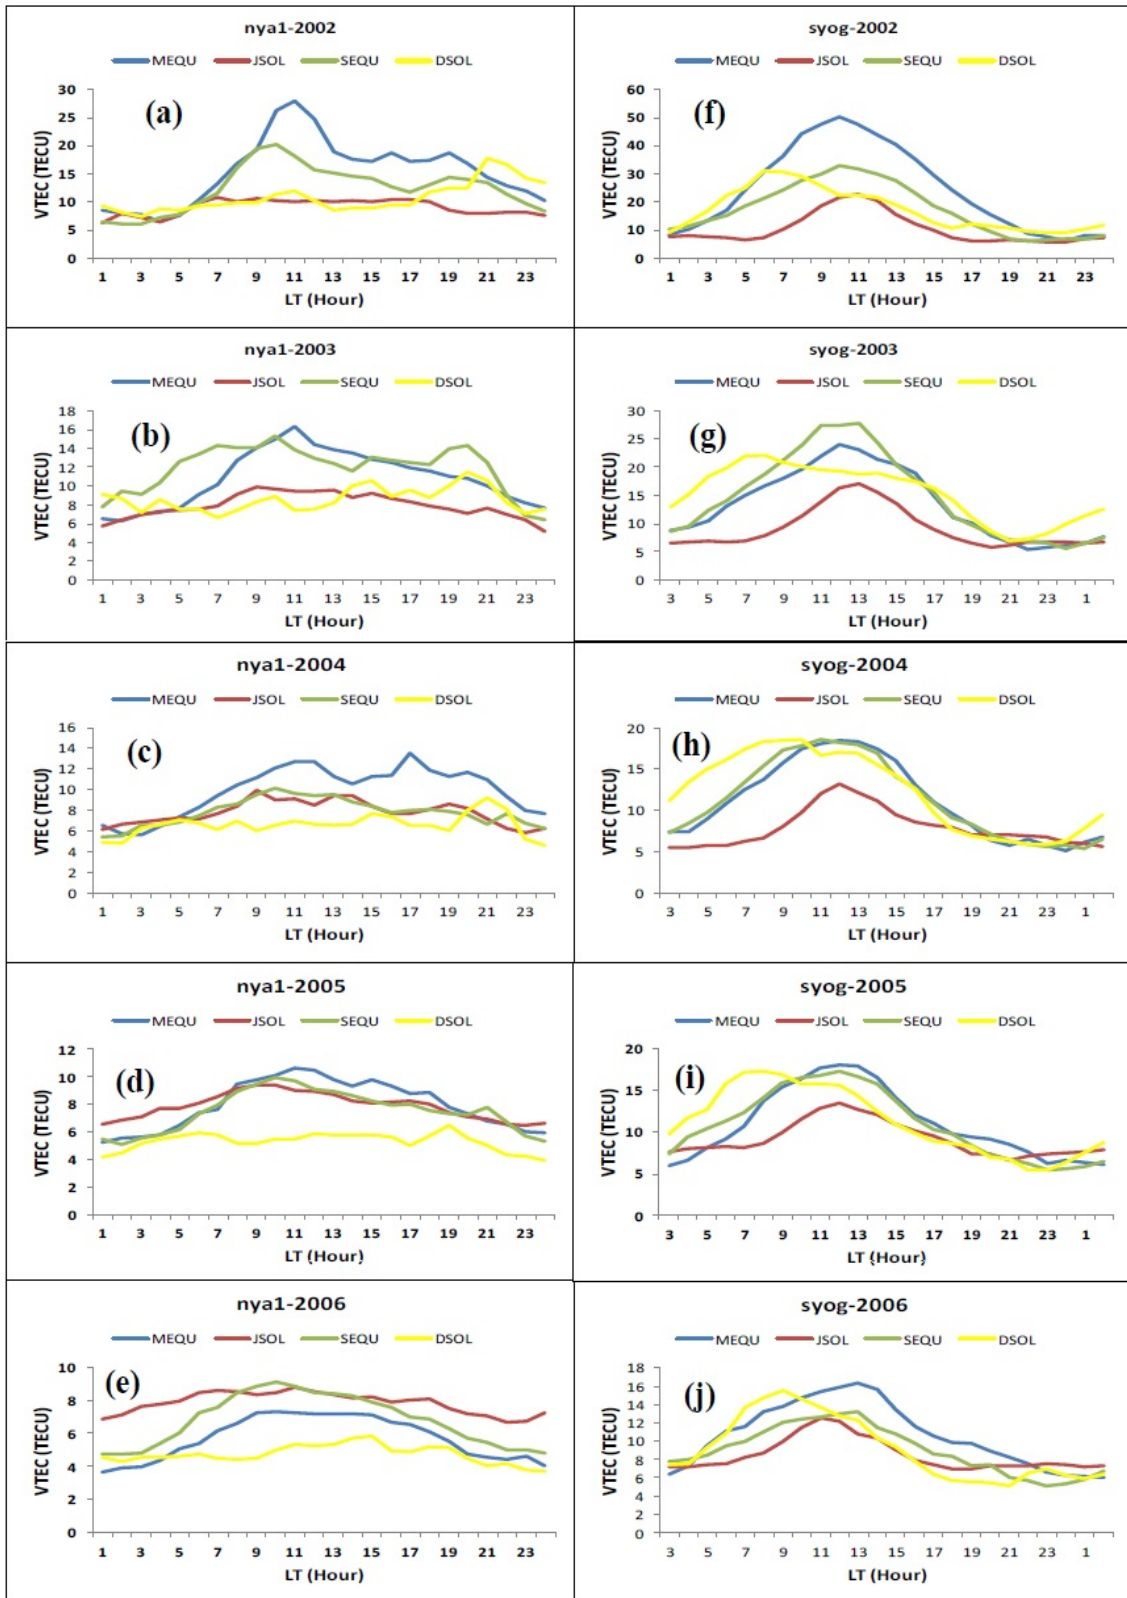 nya1-2002
MEQU JSOL SEQU DSOL
(a)
VTEC (TECU)
30
25
20
15
10
5
0
1 3 5 7 9 11 13 15 17 19 21 23
LT (Hour)
syog-2002
MEQU JSOL SEQU DSOL
(f)
VTEC (TECU)
60
50
40
30
20
10
0
1 3 5 7 9 11 13 15 17 19 21 23
LT (Hour)
nya1-2003
MEQU JSOL SEQU DSOL
(b)
VTEC (TECU)
18
16
14
12
10
8
6
4
2
0
1 3 5 7 9 11 13 15 17 19 21 23
LT (Hour)
syog-2003
MEQU JSOL SEQU DSOL
(g)
VTEC (TECU)
30
25
20
15
10
5
0
3 5 7 9 11 13 15 17 19 21 23 1
LT (Hour)
nya1-2004
MEQU JSOL SEQU DSOL
(c)
VTEC (TECU)
16
14
12
10
8
6
4
2
0
1 3 5 7 9 11 13 15 17 19 21 23
LT (Hour)
syog-2004
MEQU JSOL SEQU DSOL
(h)
VTEC (TECU)
20
15
10
5
0
3 5 7 9 11 13 15 17 19 21 23 1
LT (Hour)
nya1-2005
MEQU JSOL SEQU DSOL
(d)
VTEC (TECU)
12
10
8
6
4
2
0
1 3 5 7 9 11 13 15 17 19 21 23
LT (Hour)
syog-2005
MEQU JSOL SEQU DSOL
(i)
VTEC (TECU)
20
15
10
5
0
3 5 7 9 11 13 15 17 19 21 23 1
LT (Hour)
nya1-2006
MEQU JSOL SEQU DSOL
(e)
VTEC (TECU)
10
8
6
4
2
0
1 3 5 7 9 11 13 15 17 19 21 23
LT (Hour)
syog-2006
MEQU JSOL SEQU DSOL
(j)
VTEC (TECU)
18
16
14
12
10
8
6
4
2
0
3 5 7 9 11 13 15 17 19 21 23 1
LT (Hour)